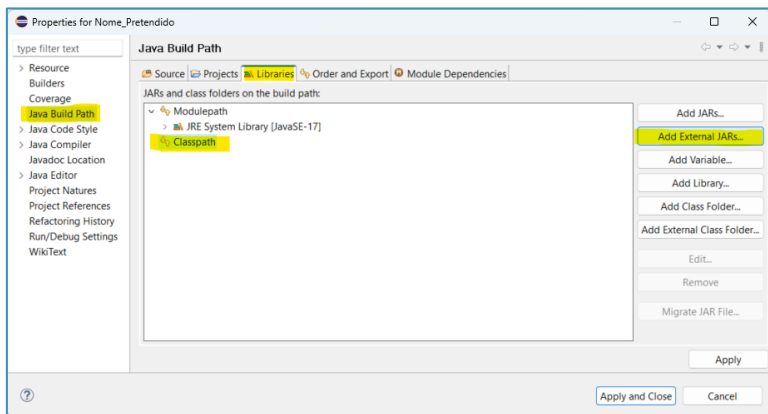 Properties for Nome_Pretendido
type filter text
Resource
Builders
Coverage
Java Build Path
Java Code Style
Java Compiler
Javadoc Location
Java Editor
Project Natures
Project References
Refactoring History
Run/Debug Settings
WikiText
Java Build Path
Source Projects Libraries Order and Export Module Dependencies
JARs and class folders on the build path:
Modulepath
JRE System Library [JavaSE-17]
Classpath
Add JARs...
Add External JARs...
Add Variable...
Add Library...
Add Class Folder...
Add External Class Folder...
Edit...
Remove
Migrate JAR File...
Apply
Apply and Close Cancel